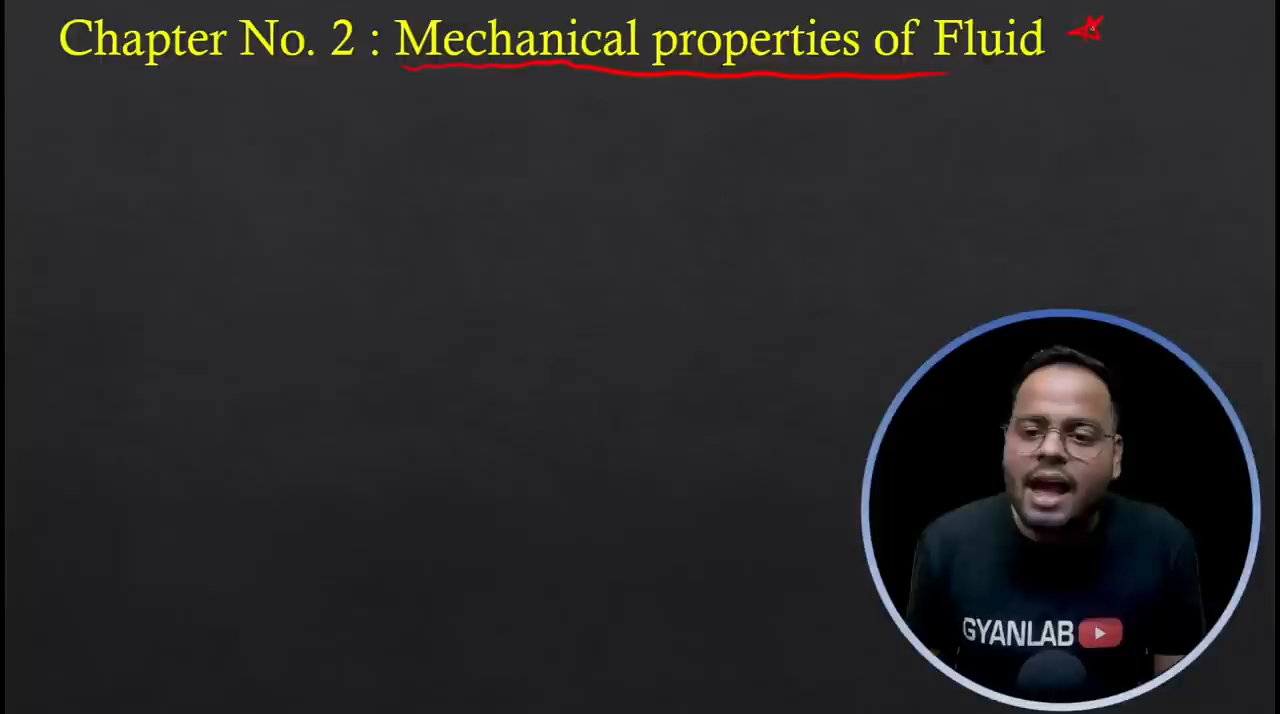 Chapter No. 2 : Mechanical properties of Fluid
GYANLAB